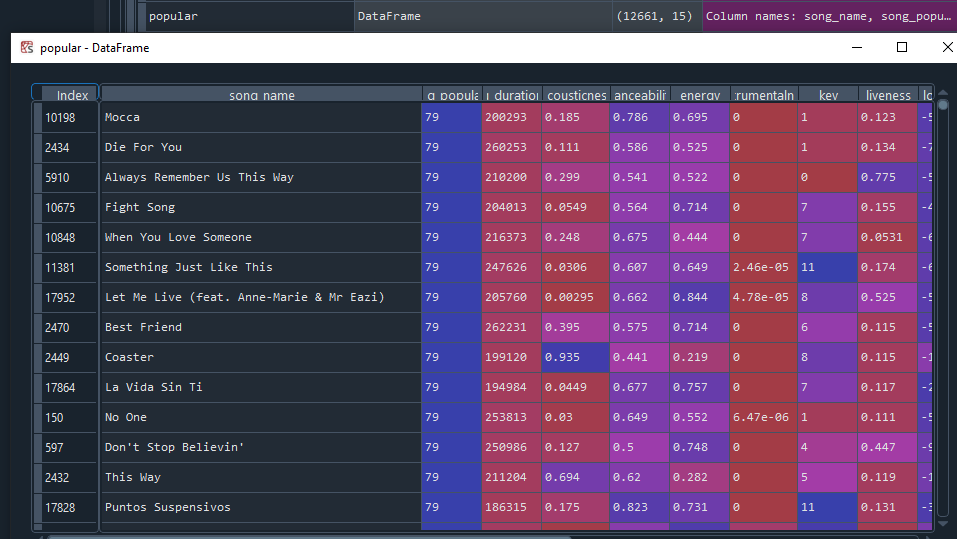 popular DataFrame (12661, 15) Column names: song_name, song_popu…
popular - DataFrame
Index song_name g_popula _duration cousticnes anceabilit energy rumentaln key liveness lo
10198 Mocca 79 200293 0.185 0.786 0.695 0 1 0.123 -5
2434 Die For You 79 260253 0.111 0.586 0.525 0 1 0.134 -7
5910 Always Remember Us This Way 79 210200 0.299 0.541 0.522 0 0 0.775 -5
10675 Fight Song 79 204013 0.0549 0.564 0.714 0 7 0.155 -4
10848 When You Love Someone 79 216373 0.248 0.675 0.444 0 7 0.0531 -6
11381 Something Just Like This 79 247626 0.0306 0.607 0.649 2.46e-05 11 0.174 -6
17952 Let Me Live (feat. Anne-Marie & Mr Eazi) 79 205760 0.00295 0.662 0.844 4.78e-05 8 0.525 -5
2470 Best Friend 79 262231 0.395 0.575 0.714 0 6 0.115 -5
2449 Coaster 79 199120 0.935 0.441 0.219 0 8 0.115 -1
17864 La Vida Sin Ti 79 194984 0.0449 0.677 0.757 0 7 0.117 -2
150 No One 79 253813 0.03 0.649 0.552 6.47e-06 1 0.111 -5
597 Don't Stop Believin' 79 250986 0.127 0.5 0.748 0 4 0.447 -9
2432 This Way 79 211204 0.694 0.62 0.282 0 5 0.119 -1
17828 Puntos Suspensivos 79 186315 0.175 0.823 0.731 0 11 0.131 -3